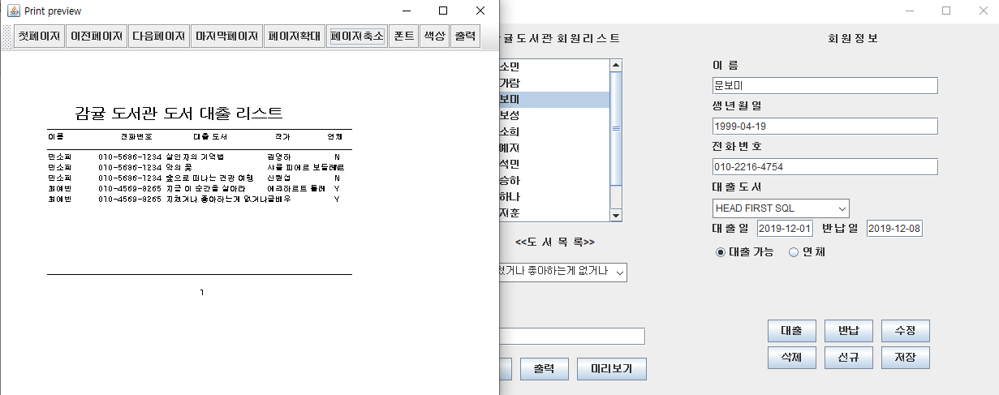 Print preview
첫페이지 이전페이지 다음페이지 마지막페이지 페이지확대 페이지축소 폰트 색상 출력
감귤 도서관 도서 대출 리스트
이름 전화번호 대출 도서 작가 연체
민소희 010-5686-1234 살인자의 기억법 김영하 N
민소희 010-5686-1234 악의 꽃 샤를 피에르 보들레르 N
민소희 010-5686-1234 숲으로 떠나는 건강 여행 신원섭 N
최예빈 010-4569-8265 지금 이 순간을 살아라 에크하르트 톨레 Y
최예빈 010-4569-8265 지쳤거나 좋아하는게 없거나 글배우 Y
1
귤도서관 회원리스트
소민
가람
보미
보성
소희
예지
석민
승하
하나
지훈
<<도 서 목 록>>
쳤거나 좋아하는게 없거나
출력 미리보기
회원정보
이 름
문보미
생년월일
1999-04-19
전화번호
010-2216-4754
대출도서
HEAD FIRST SQL
대출일 2019-12-01 반납일 2019-12-08
대출 가능 연체
대출 반납 수정
삭제 신규 저장